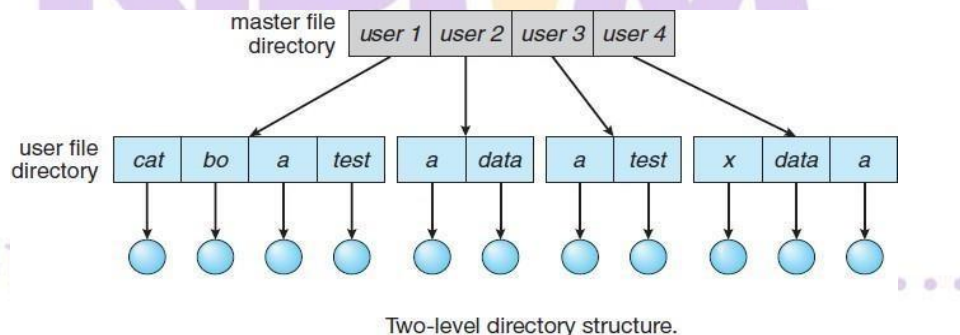 master file directory
user 1 user 2 user 3 user 4
user file directory
cat bo a test a data a test x data a
Two-level directory structure.